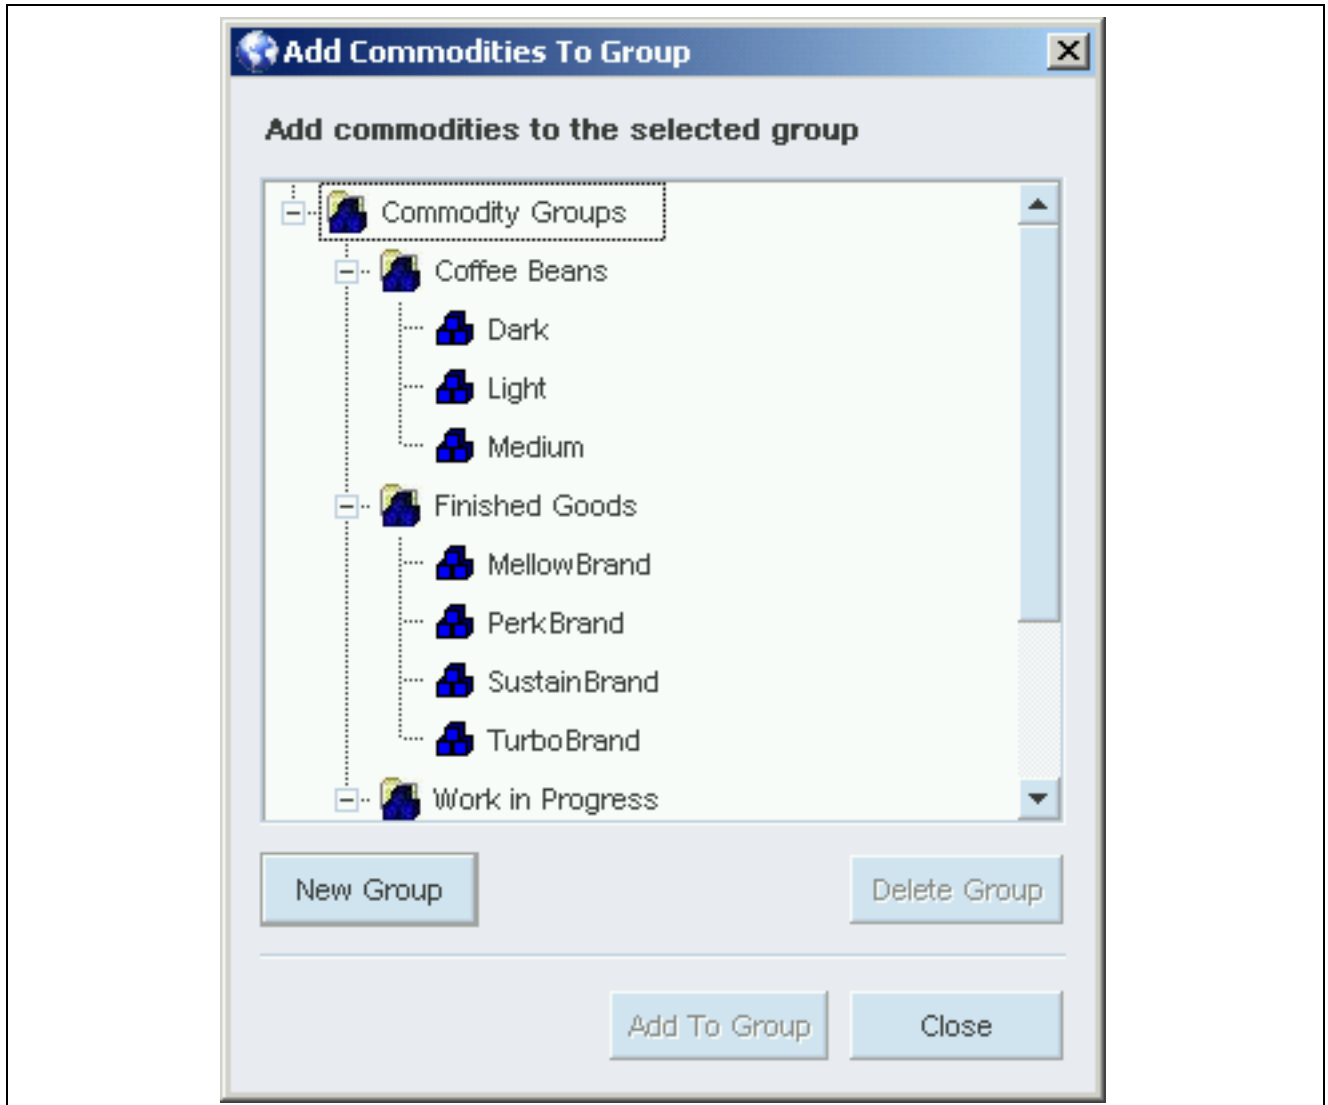 Add Commodities To Group
Add commodities to the selected group
Commodity Groups
Coffee Beans
Dark
Light
Medium
Finished Goods
MellowBrand
PerkBrand
SustainBrand
TurboBrand
Work in Progress
New Group
Delete Group
Add To Group
Close